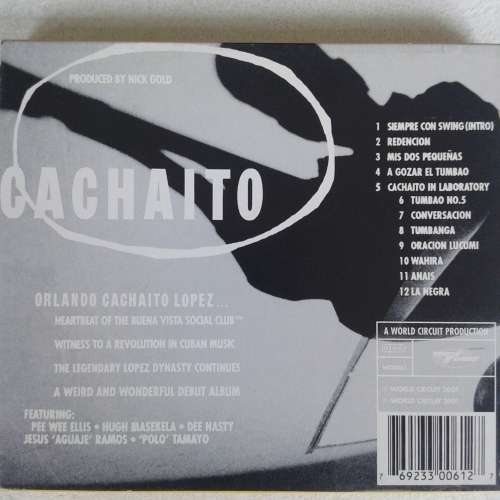 PRODUCED BY NICK GOLD
CACHAITO
1 SIEMPRE CON SWING (INTRO)
2 REDENCION
3 MIS DOS PEQUEÑAS
4 A GOZAR EL TUMBAO
5 CACHAITO IN LABORATORY
6 TUMBAO NO.5
7 CONVERSACION
8 TUMBANGA
9 ORACION LUCUMI
10 WAHIRA
11 ANAIS
12 LA NEGRA
ORLANDO CACHAITO LOPEZ...
HEARTBEAT OF THE BUENA VISTA SOCIAL CLUB™
WITNESS TO A REVOLUTION IN CUBAN MUSIC
THE LEGENDARY LOPEZ DYNASTY CONTINUES
A WEIRD AND WONDERFUL DEBUT ALBUM
FEATURING:
PEE WEE ELLIS • HUGH MASEKELA • DEE NASTY
JESUS 'AGUAJE' RAMOS • 'POLO' TAMAYO
A WORLD CIRCUIT PRODUCTION
WORLD CIRCUIT
WORLD CIRCUIT
7 69233 00612 7